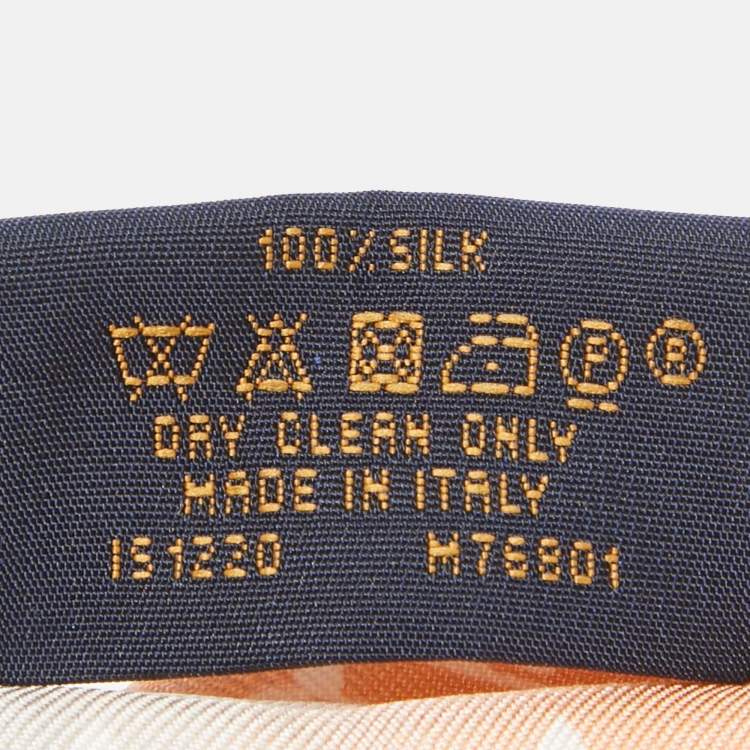 100% SILK
P R
DRY CLEAN ONLY
MADE IN ITALY
IS1220 M76801